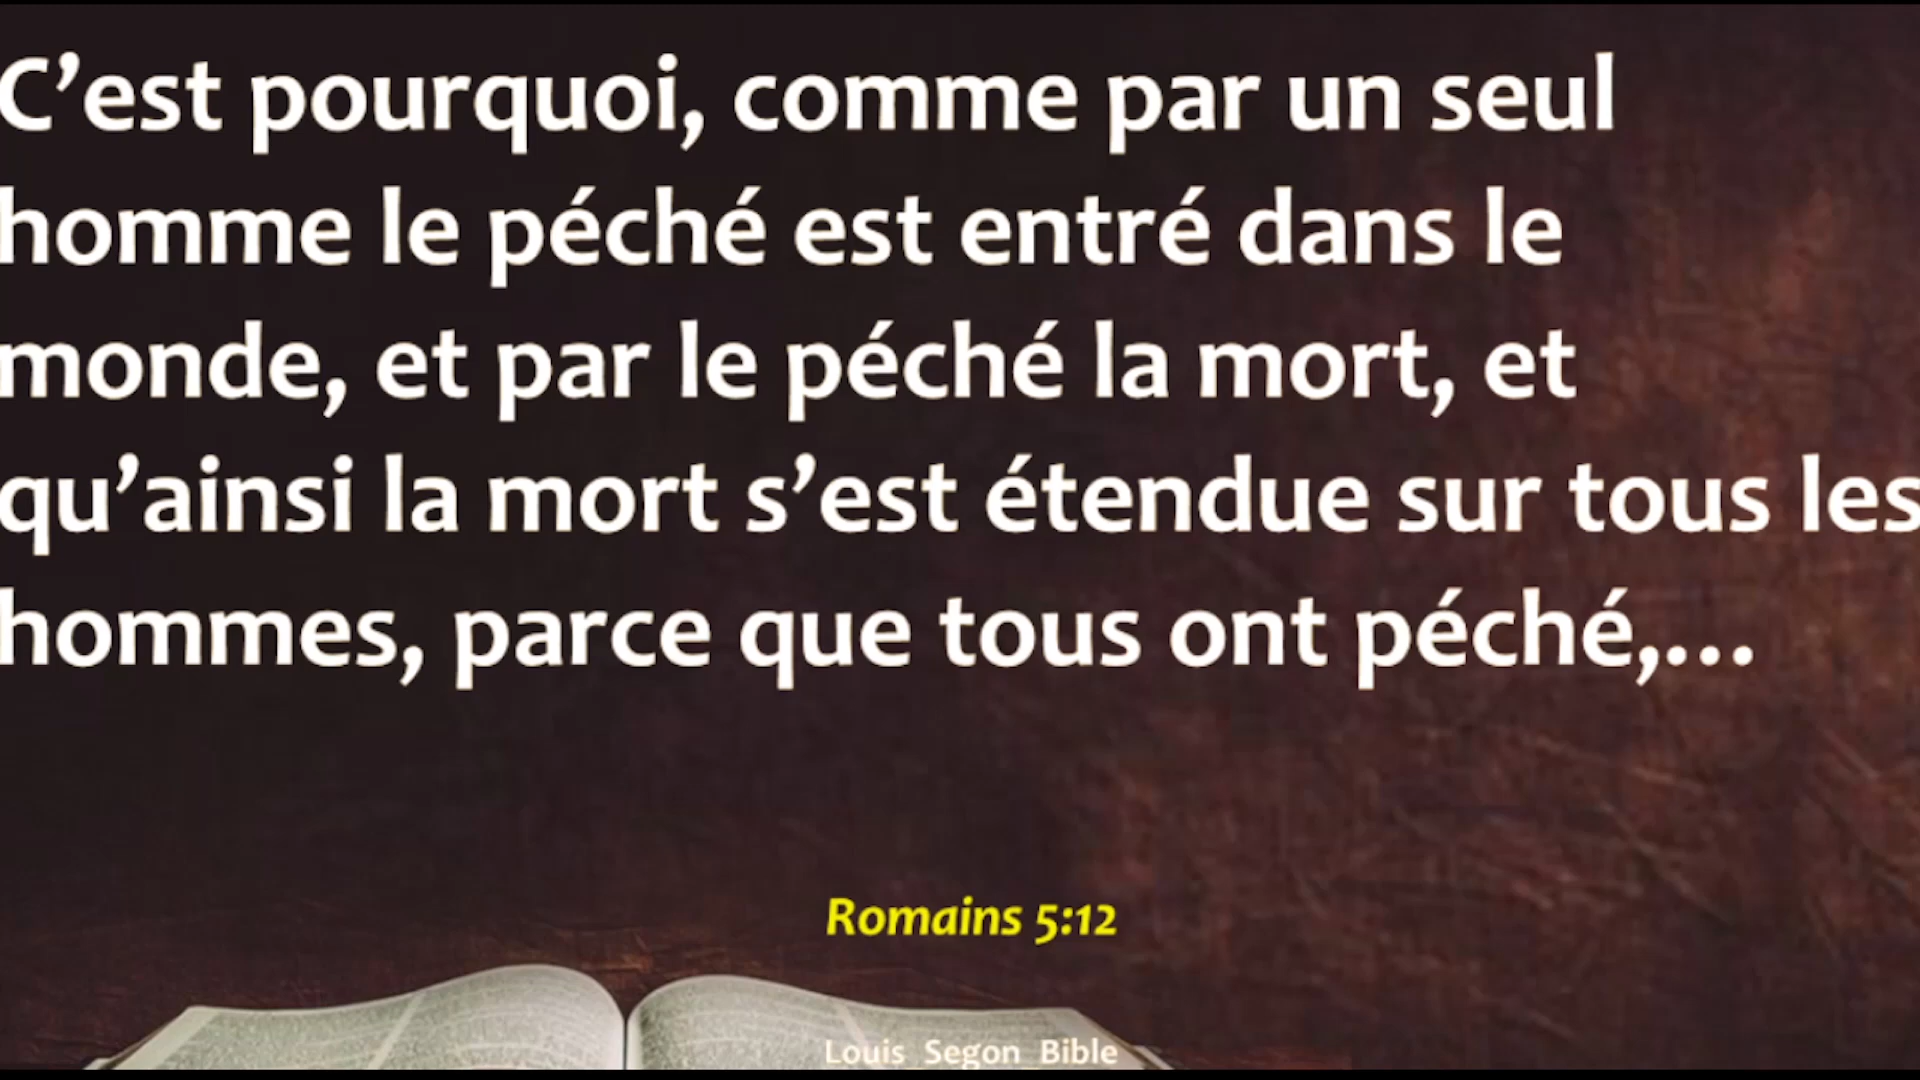 C’est pourquoi, comme par un seul
homme le péché est entré dans le
monde, et par le péché la mort, et
qu’ainsi la mort s’est étendue sur tous les
hommes, parce que tous ont péché,…
Romains 5:12
Louis Segon Bible